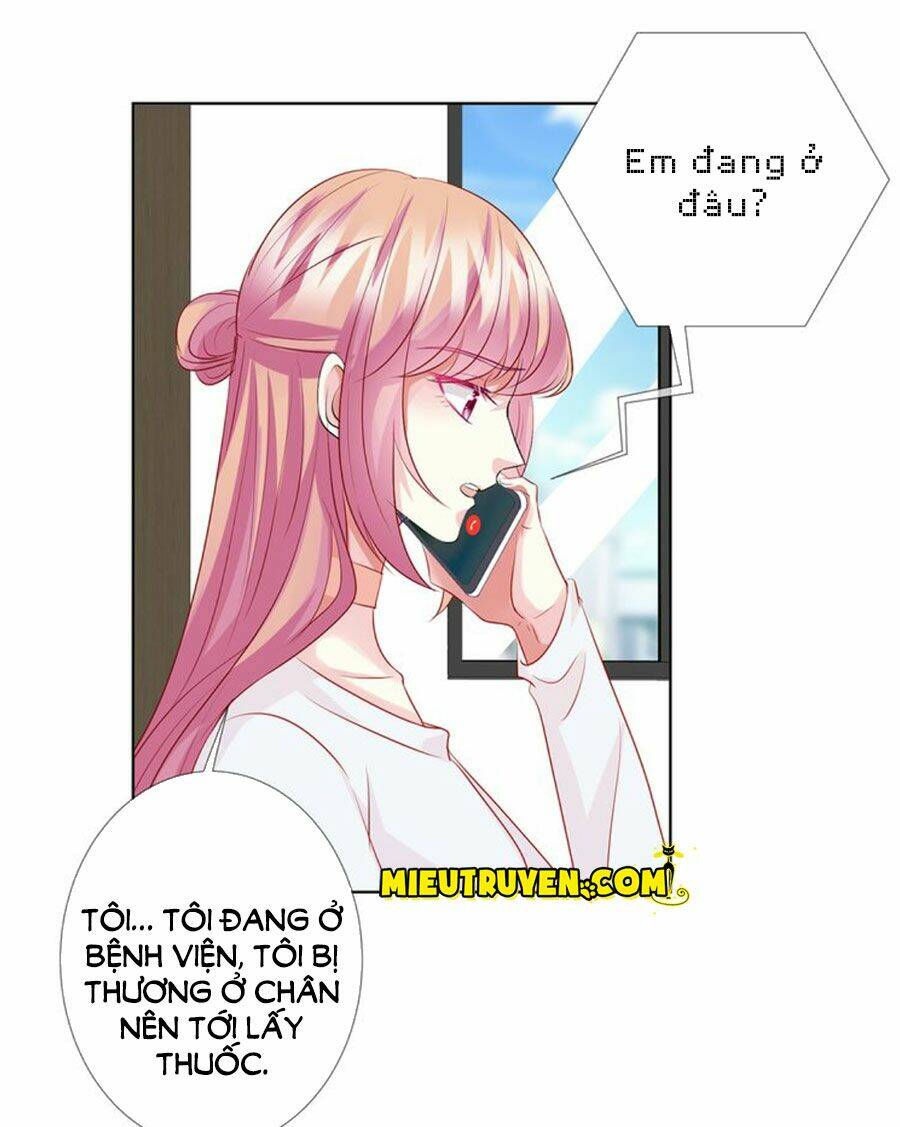 Em đang ở
đâu?
MIEUTRUYEN.COM
TÔI... TÔI ĐANG Ở
BỆNH VIỆN, TÔI BỊ
THƯƠNG Ở CHÂN
NÊN TỚI LẤY
THUỐC.